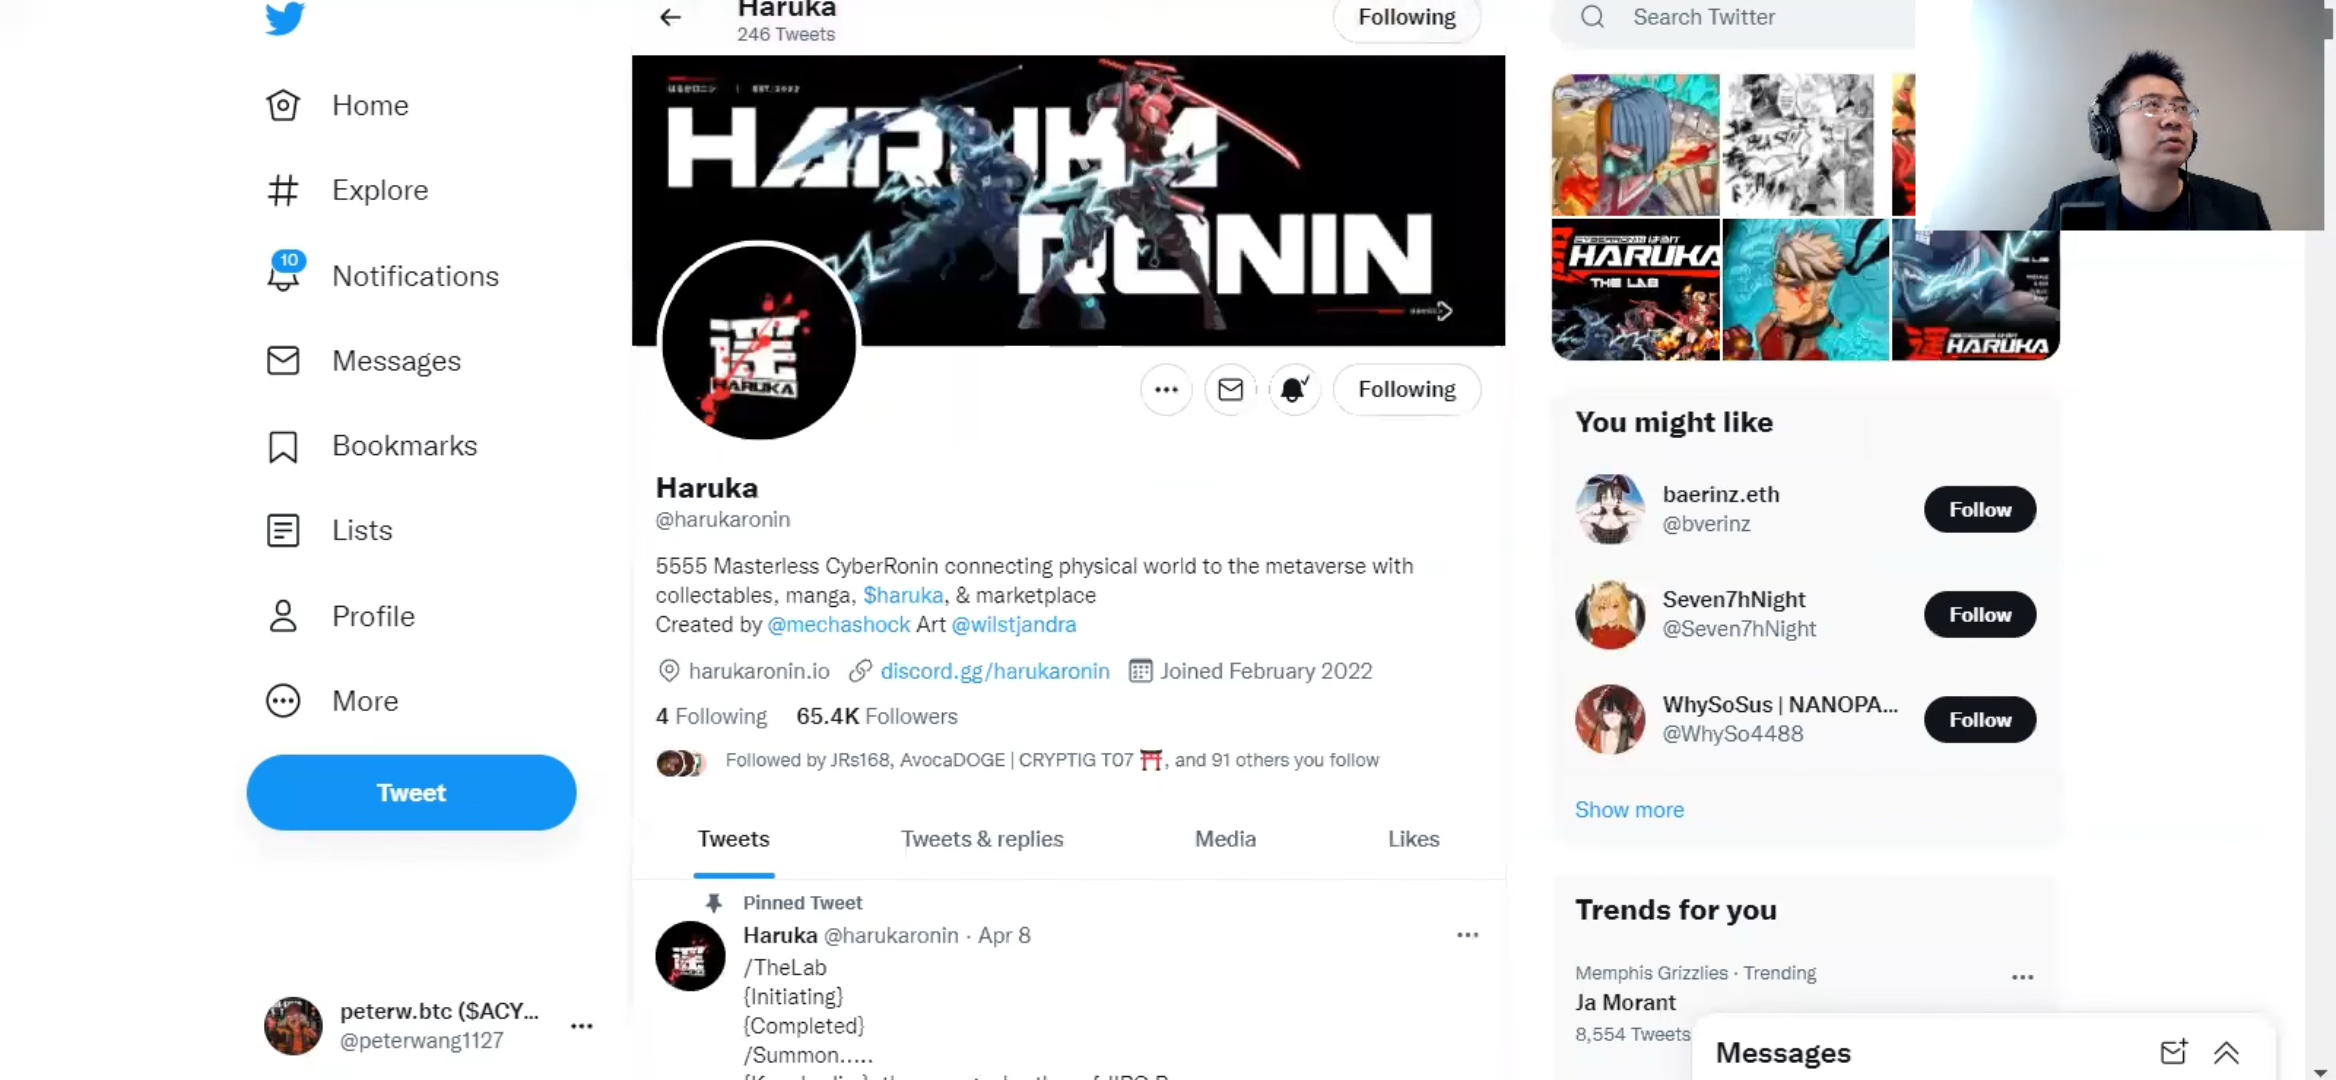 Haruka
246 Tweets
Following
Search Twitter
Home
Explore
10
Notifications
Messages
Bookmarks
Lists
Profile
More
Tweet
peterw.btc ($ACY...
@peterwang1127
EST. 2022
HARUKA
RONIN
HARUKA
Following
Haruka
@harukaronin
5555 Masterless CyberRonin connecting physical world to the metaverse with
collectables, manga, $haruka, & marketplace
Created by @mechashock Art @wilstjandra
harukaronin.io discord.gg/harukaronin Joined February 2022
4 Following 65.4K Followers
Followed by JRs168, AvocaDOGE | CRYPTIG T07 ⛩️, and 91 others you follow
Tweets Tweets & replies Media Likes
Pinned Tweet
Haruka @harukaronin · Apr 8
/TheLab
{Initiating}
{Completed}
/Summon.....
HARUKA
THE LAB
HARUKA
You might like
baerinz.eth
@bverinz
Follow
Seven7hNight
@Seven7hNight
Follow
WhySoSus | NANOPA...
@WhySo4488
Follow
Show more
Trends for you
Memphis Grizzlies · Trending
Ja Morant
8,554 Tweets
Messages